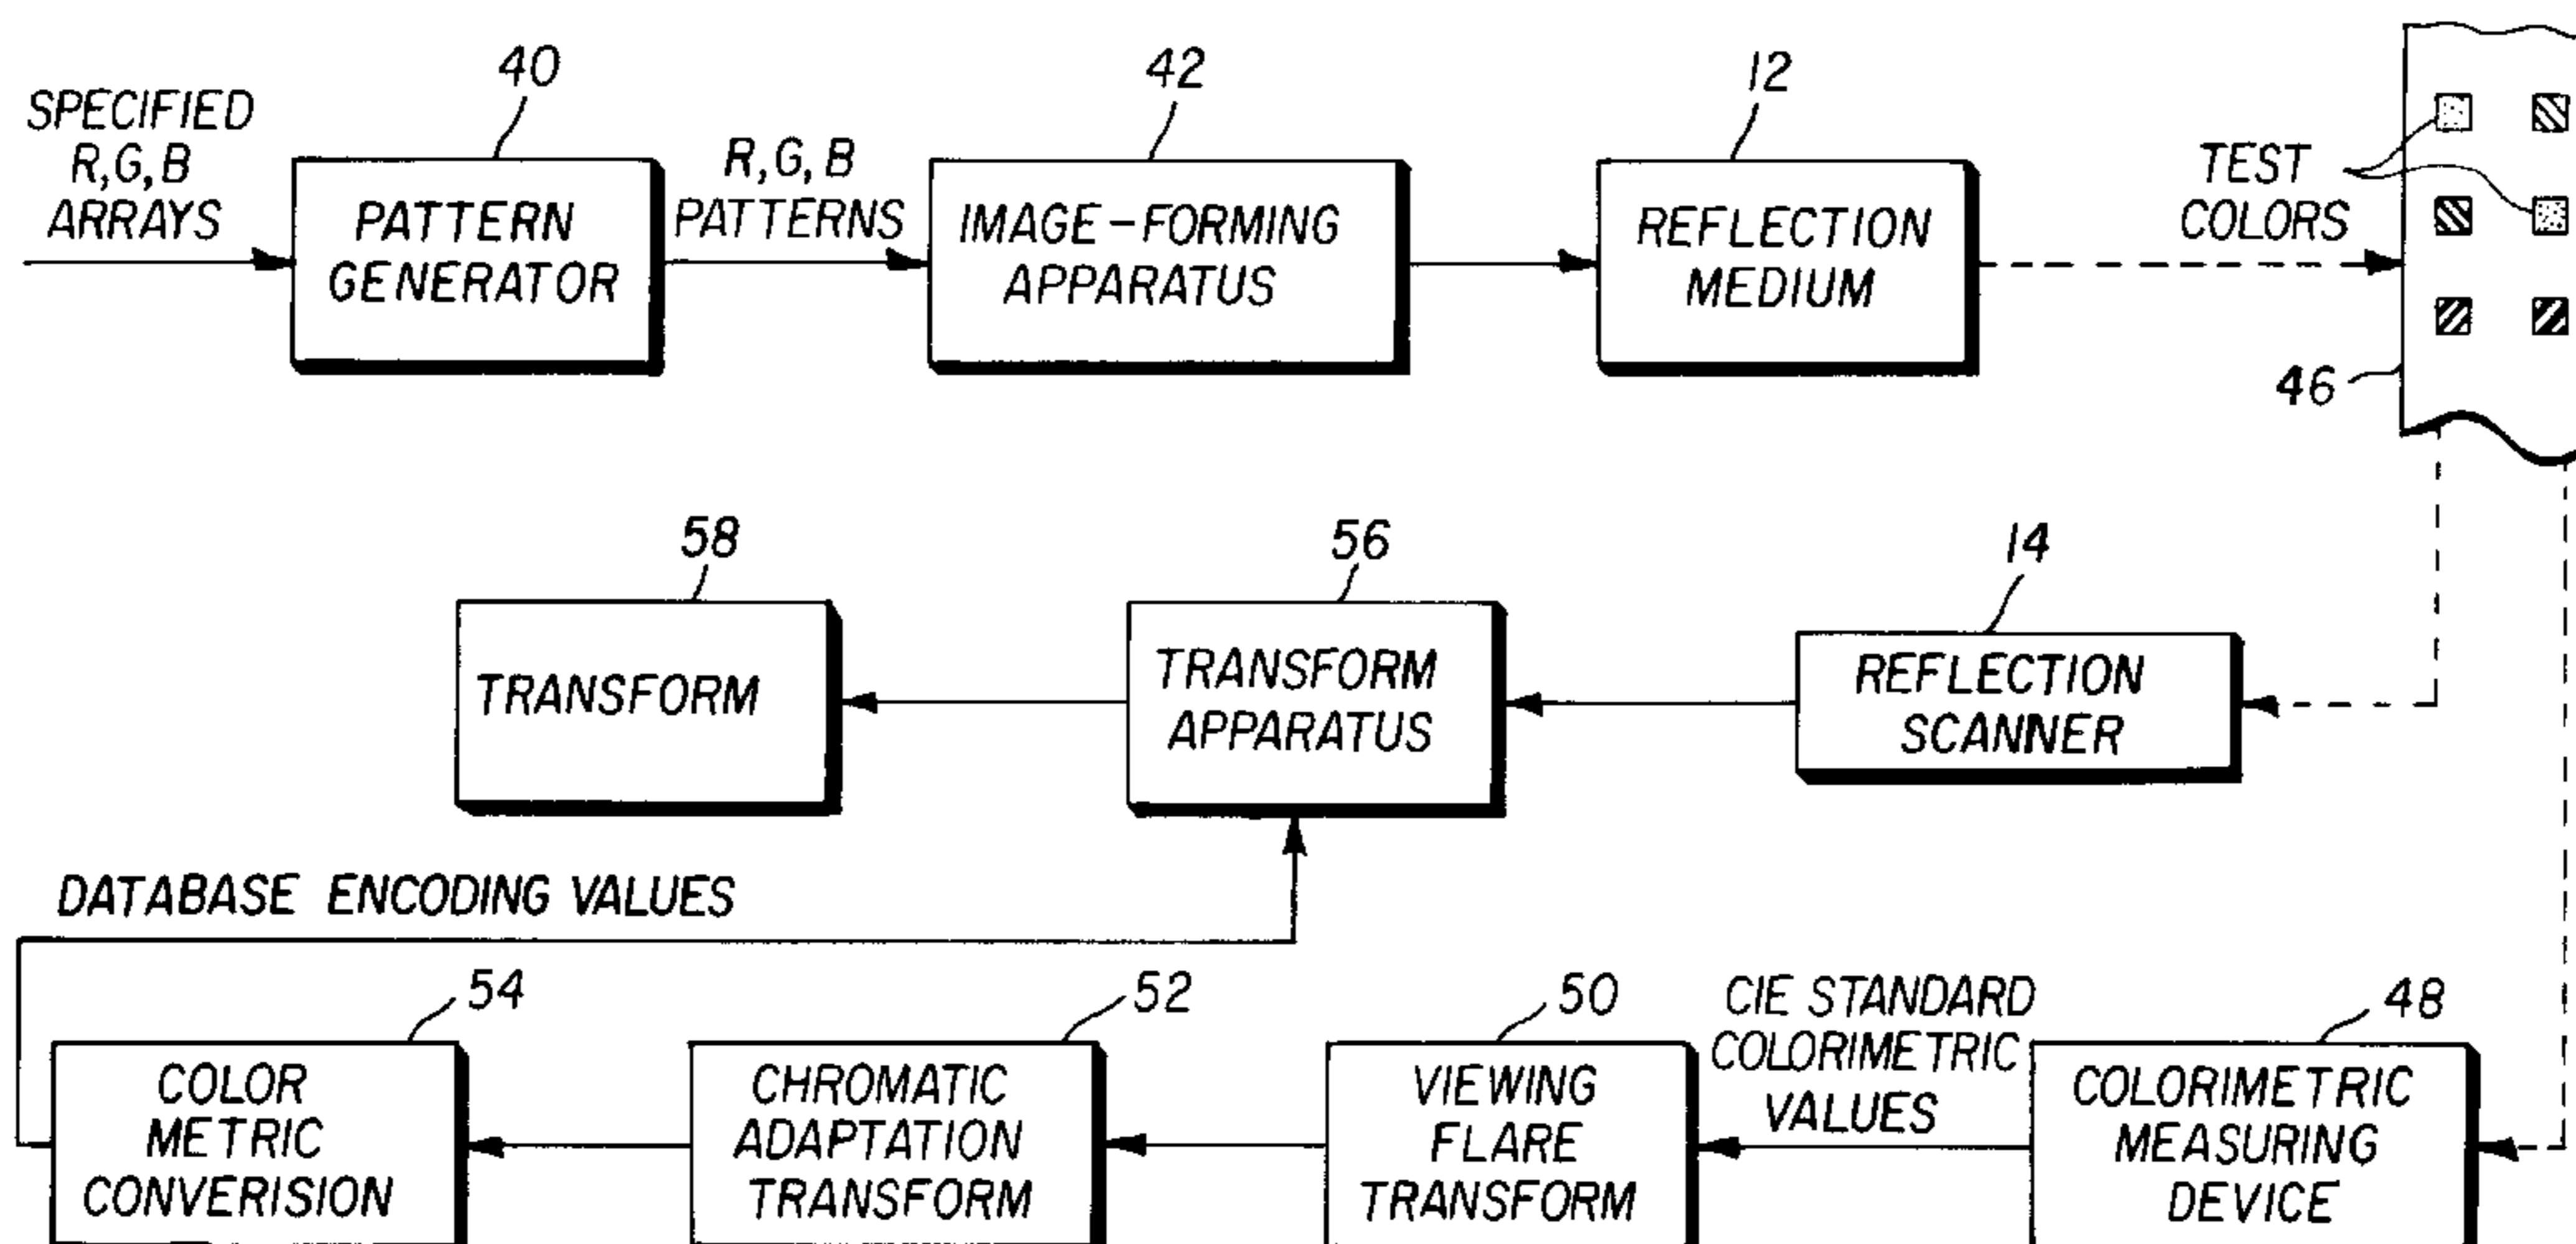 40
42
12
SPECIFIED
R,G,B
ARRAYS
PATTERN
GENERATOR
R,G,B
PATTERNS
IMAGE-FORMING
APPARATUS
REFLECTION
MEDIUM
TEST
COLORS
46
58
56
14
TRANSFORM
TRANSFORM
APPARATUS
REFLECTION
SCANNER
DATABASE ENCODING VALUES
54
52
50
48
COLOR
METRIC
CONVERISION
CHROMATIC
ADAPTATION
TRANSFORM
VIEWING
FLARE
TRANSFORM
CIE STANDARD
COLORIMETRIC
VALUES
COLORIMETRIC
MEASURING
DEVICE